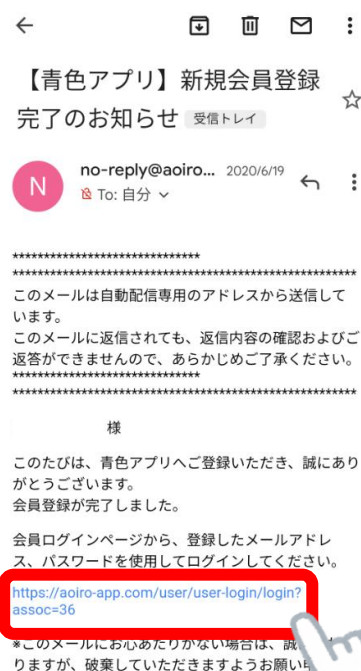 【青色アプリ】新規会員登録
完了のお知らせ 受信トレイ
N
no-reply@aoiro... 2020/6/19
To: 自分
******************************
*******************************************************
このメールは自動配信専用のアドレスから送信して
います。
このメールに返信されても、返信内容の確認およびご
返答ができませんので、あらかじめご了承ください。
******************************
*******************************************************
様
このたびは、青色アプリへご登録いただき、誠にあり
がとうございます。
会員登録が完了しました。
会員ログインページから、登録したメールアドレ
ス、パスワードを使用してログインしてください。
https://aoiro-app.com/user/user-login/login?
assoc=36
*このメールにお心あたりがない場合は、誠
りますが、破棄していただきますようお願い